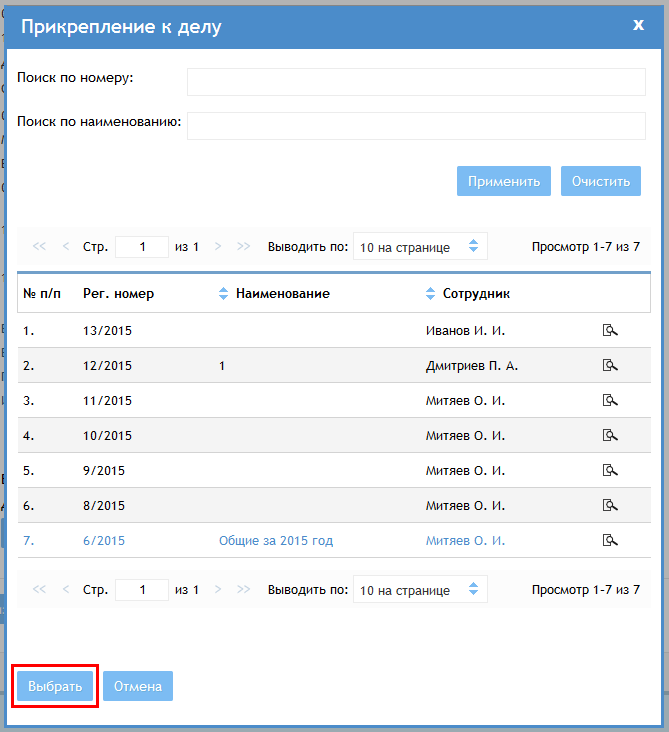 Прикрепление к делу x
Поиск по номеру:
Поиск по наименованию:
Применить Очистить
<< < Стр. 1 из 1 > >> Выводить по: 10 на странице Просмотр 1-7 из 7
№ п/п Рег. номер Наименование Сотрудник
1. 13/2015 Иванов И. И.
2. 12/2015 1 Дмитриев П. А.
3. 11/2015 Митяев О. И.
4. 10/2015 Митяев О. И.
5. 9/2015 Митяев О. И.
6. 8/2015 Митяев О. И.
7. 6/2015 Общие за 2015 год Митяев О. И.
<< < Стр. 1 из 1 > >> Выводить по: 10 на странице Просмотр 1-7 из 7
Выбрать Отмена